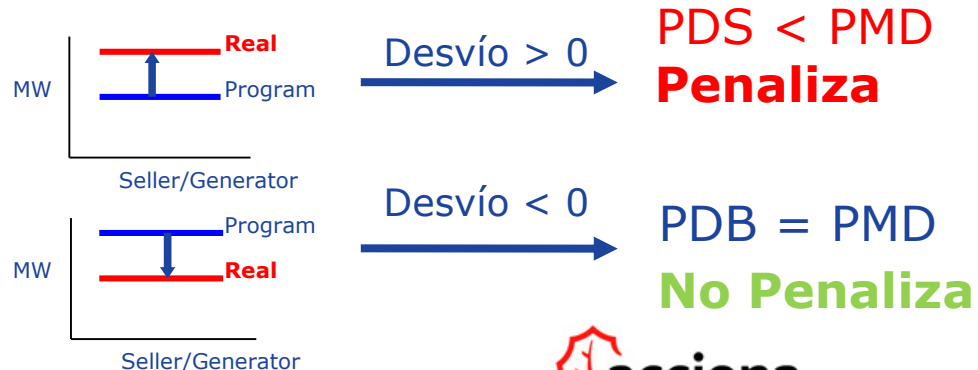 MW
Real
Program
Seller/Generator
Desvío > 0
PDS < PMD
Penaliza
MW
Program
Real
Seller/Generator
Desvío < 0
PDB = PMD
No Penaliza
acciona